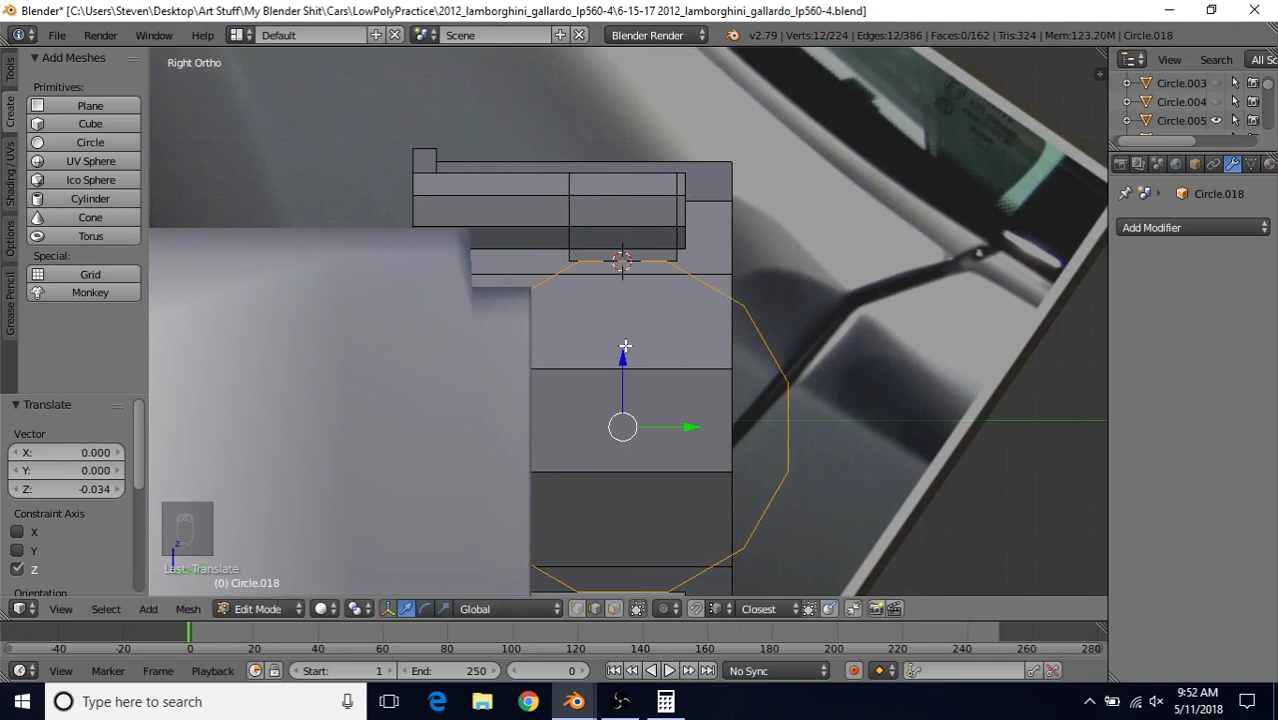 Blender* [C:\Users\Steven\Desktop\Art Stuff\My Blender Shit\Cars\LowPolyPractice\2012_lamborghini_gallardo_lp560-4\6-15-17 2012_lamborghini_gallardo_lp560-4.blend]
File Render Window Help Default Scene Blender Render v2.79 | Verts:12/224 | Edges:12/386 | Faces:0/162 | Tris:324 | Mem:123.20M | Circle.018
Add Meshes
Primitives:
Plane
Cube
Circle
UV Sphere
Ico Sphere
Cylinder
Cone
Torus
Special:
Grid
Monkey
Tools
Create
Shading / UVs
Options
Grease Pencil
Translate
Vector
X: 0.000
Y: 0.000
Z: -0.034
Constraint Axis
X
Y
Z
Orientation
Right Ortho
z
Last: Translate
(0) Circle.018
View Search All Sc
Circle.003
Circle.004
Circle.005
Circle.018
Add Modifier
View Select Add Mesh Edit Mode Global Closest
-40 -20 0 20 40 60 80 100 120 140 160 180 200 220 240 260 280
View Marker Frame Playback Start: 1 End: 250 0 No Sync
Type here to search
9:52 AM
5/11/2018